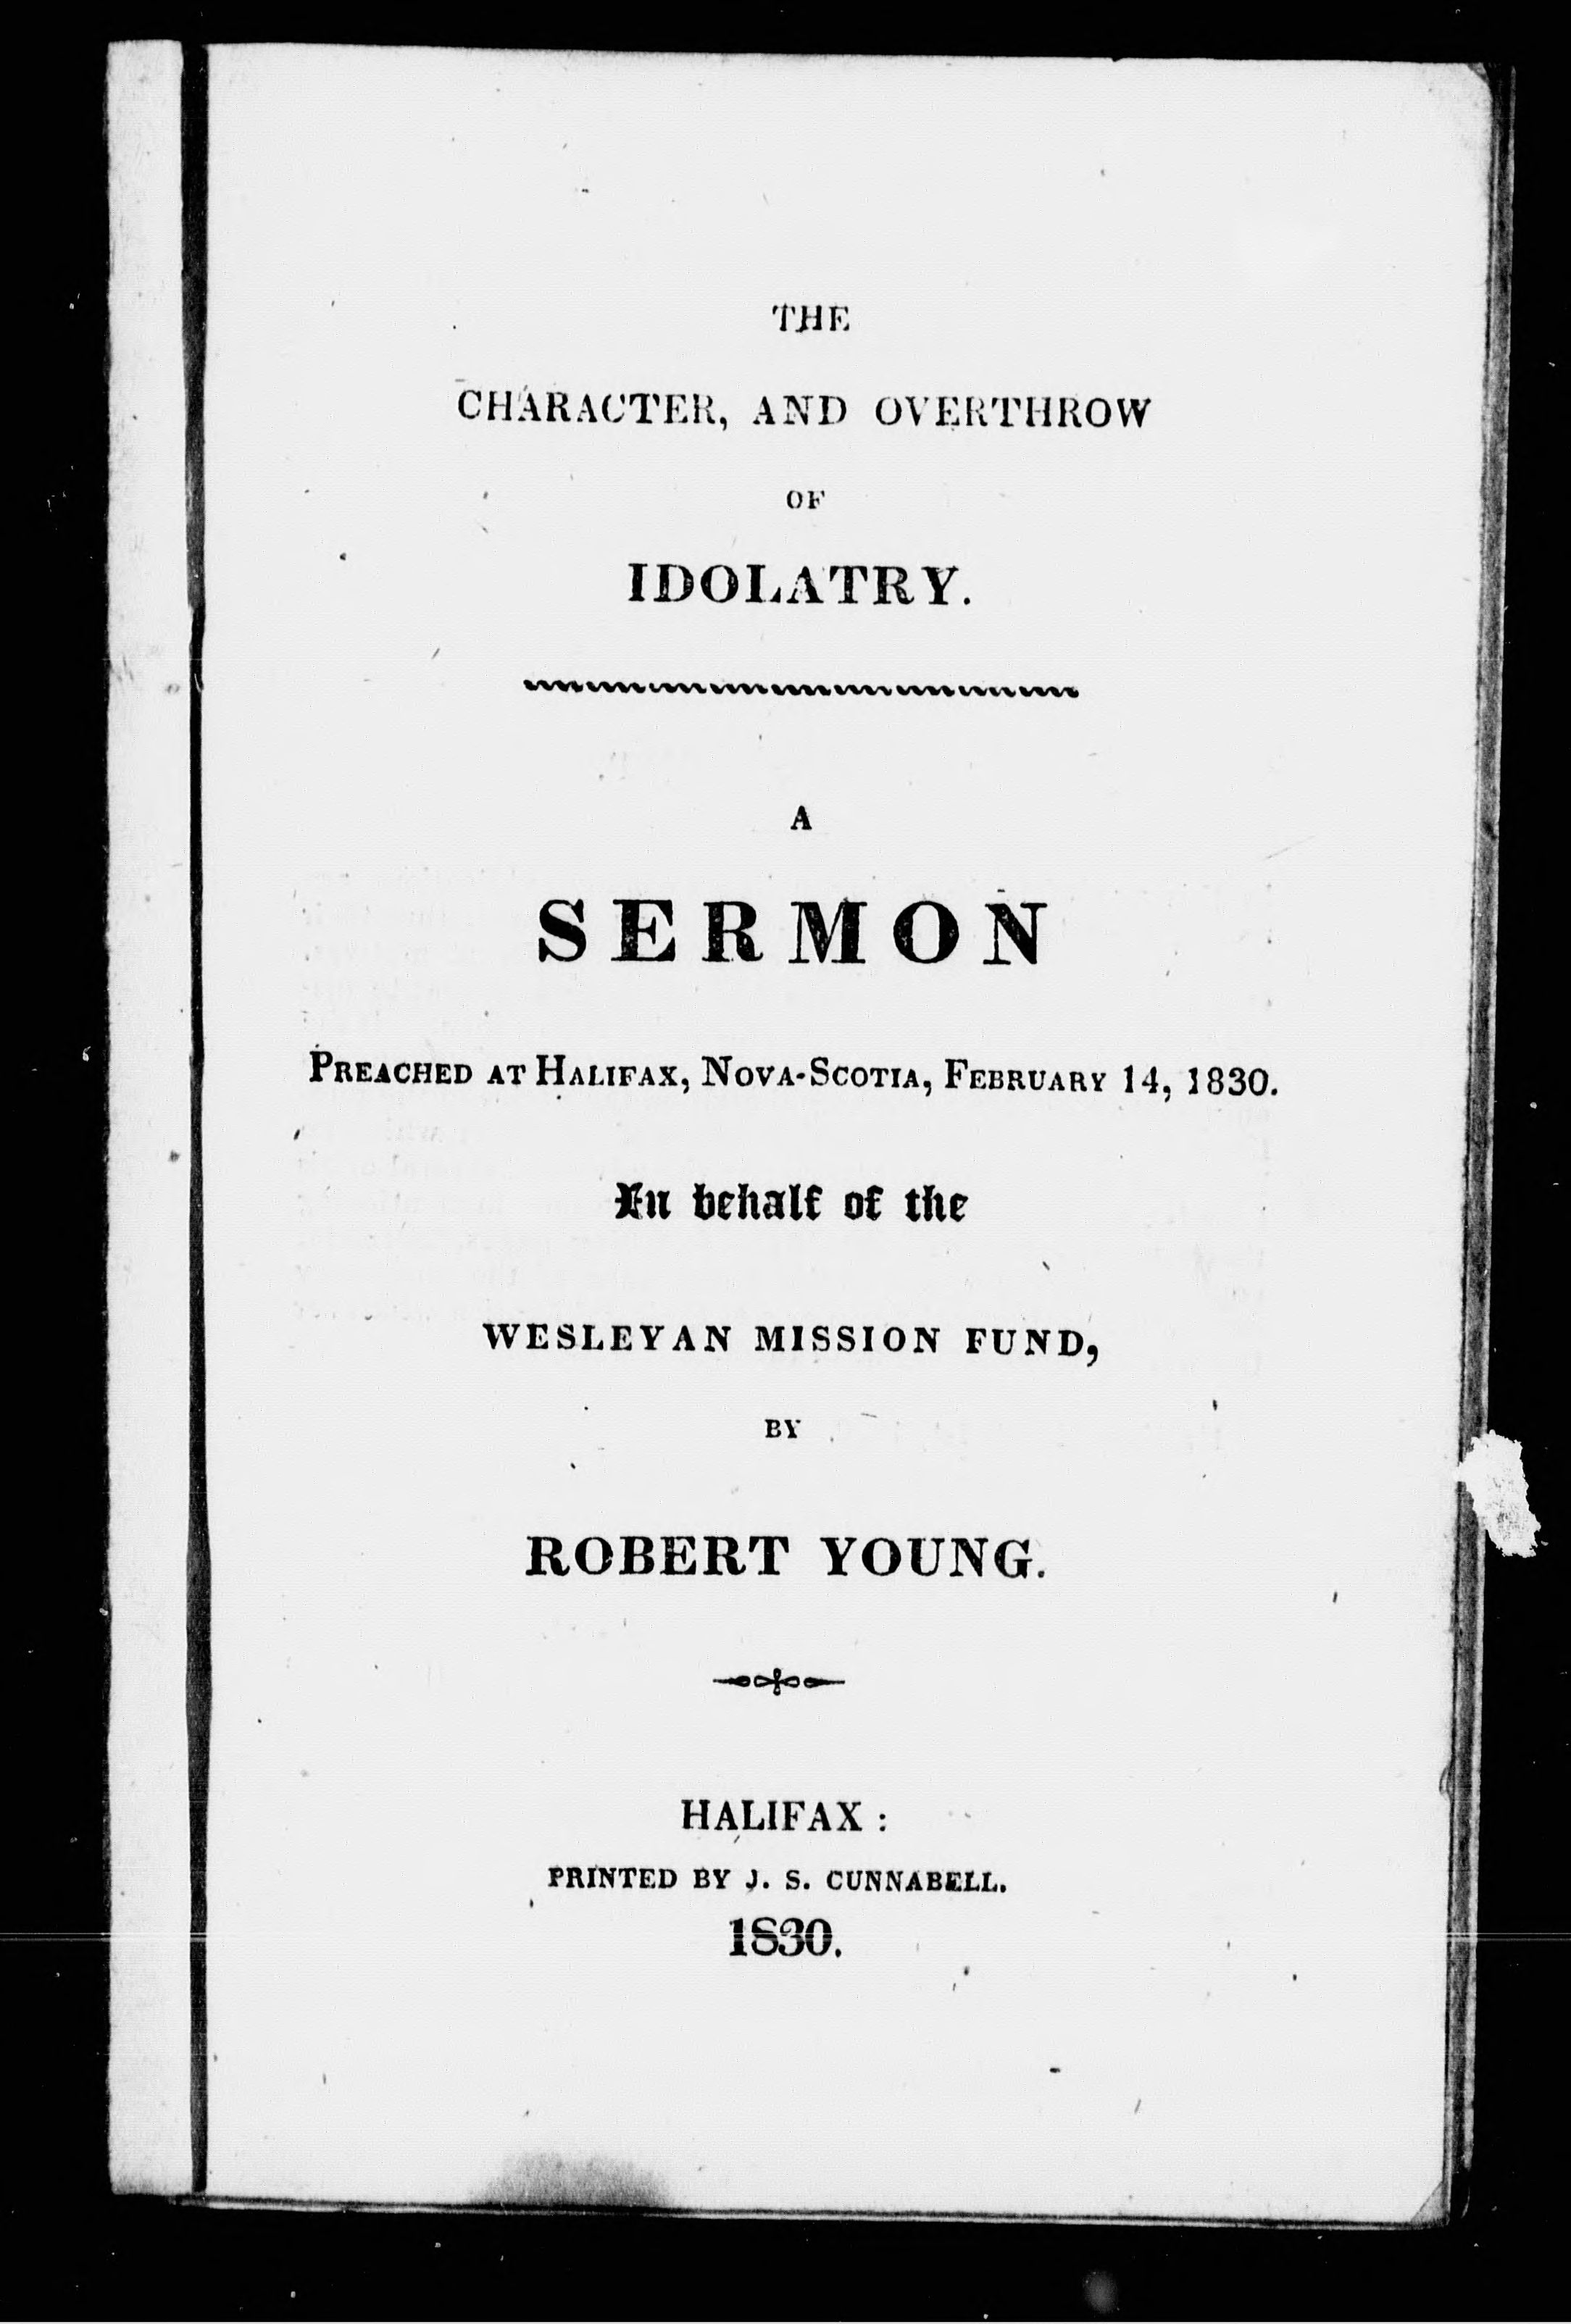 THE
CHARACTER, AND OVERTHROW
OF
IDOLATRY.
A
SERMON
PREACHED AT HALIFAX, NOVA-SCOTIA, FEBRUARY 14, 1830.
In behalf of the
WESLEYAN MISSION FUND,
BY
ROBERT YOUNG.
HALIFAX :
PRINTED BY J. S. CUNNABELL.
1830.